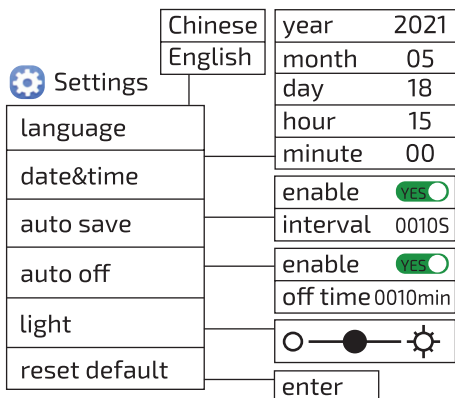 Chinese
English
year 2021
month 05
day 18
hour 15
minute 00
Settings
language
date&time
auto save
auto off
light
reset default
enable YES
interval 0010S
enable YES
off time 0010min
enter